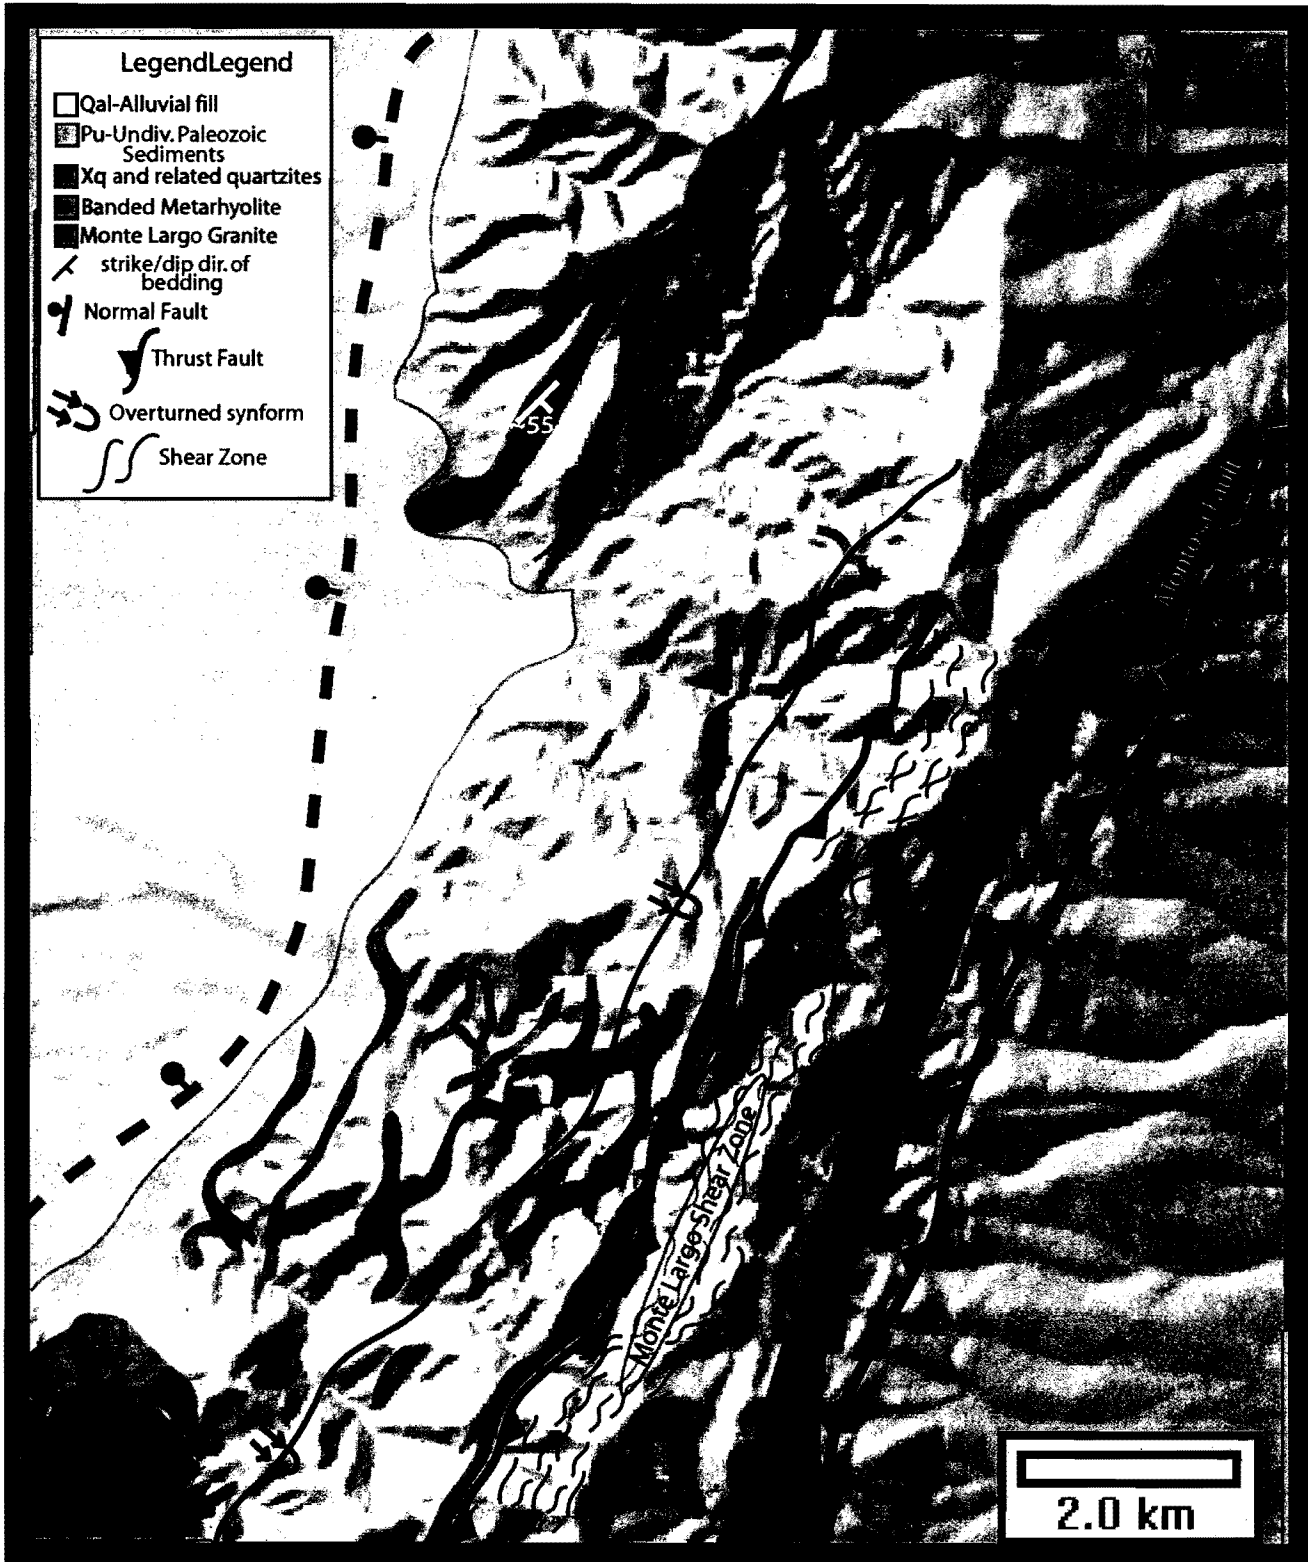 LegendLegend
Qal-Alluvial fill
Pu-Undiv. Paleozoic
Sediments
Xq and related quartzites
Banded Metarhyolite
Monte Largo Granite
strike/dip dir. of
bedding
Normal Fault
Thrust Fault
Overturned synform
Shear Zone
~55
Fault
Monte Largo Shear Zone
2.0 km